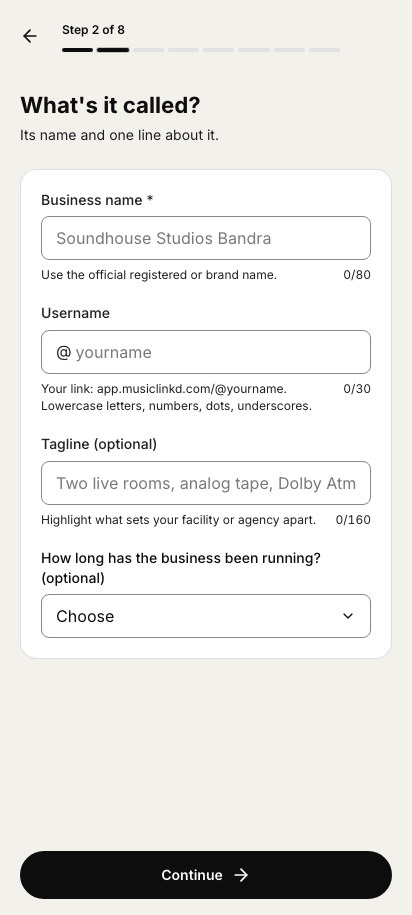 Step 2 of 8
What's it called?
Its name and one line about it.
Business name *
Soundhouse Studios Bandra
Use the official registered or brand name. 0/80
Username
@ yourname
Your link: app.musiclinkd.com/@yourname. 0/30
Lowercase letters, numbers, dots, underscores.
Tagline (optional)
Two live rooms, analog tape, Dolby Atm
Highlight what sets your facility or agency apart. 0/160
How long has the business been running?
(optional)
Choose
Continue